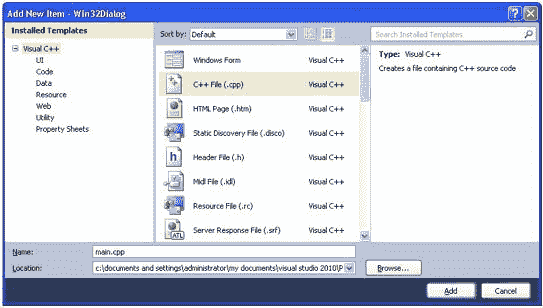 Add New Item - Win32Dialog
Installed Templates
Sort by: Default
Search Installed Templates
Visual C++
UI
Code
Data
Resource
Web
Utility
Property Sheets
Windows Form Visual C++
C++ File (.cpp) Visual C++
HTML Page (.htm) Visual C++
Static Discovery File (.disco) Visual C++
Header File (.h) Visual C++
Midl File (.idl) Visual C++
Resource File (.rc) Visual C++
Server Response File (.srf) Visual C++
Type: Visual C++
Creates a file containing C++ source code
Name: main.cpp
Location: c:\documents and settings\administrator\my documents\visual studio 2010\P
Browse...
Add
Cancel